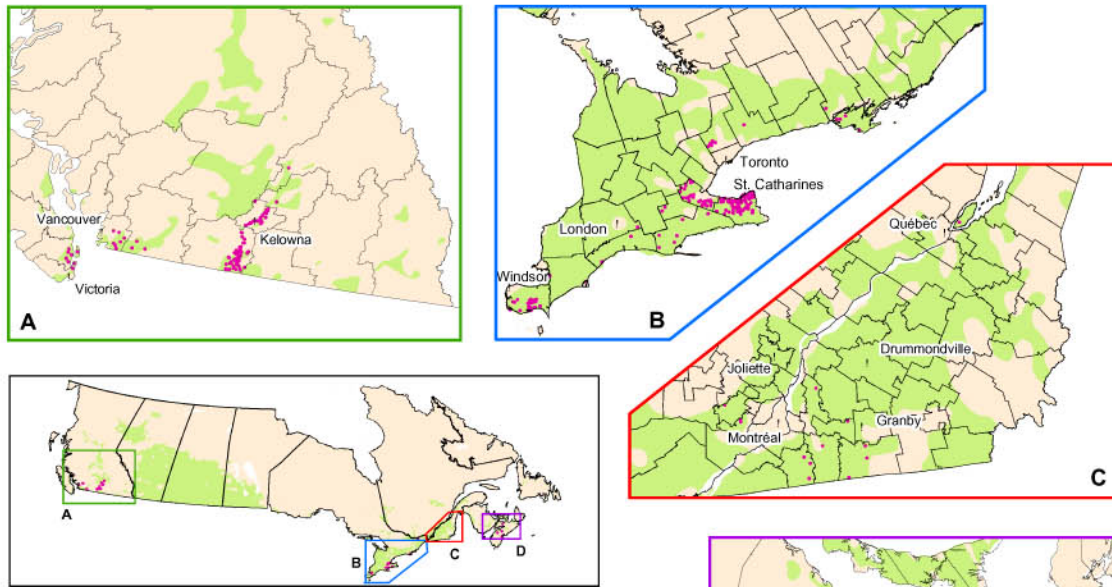 Vancouver
Kelowna
Victoria
A
Toronto
St. Catharines
London
Windsor
B
Québec
Drummondville
Joliette
Granby
Montréal
C
A
B
C
D